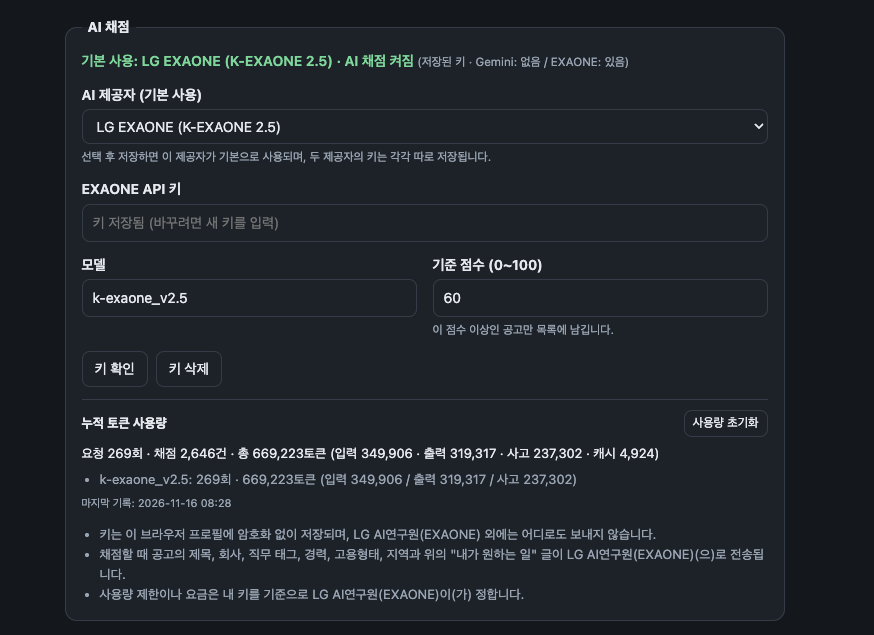 AI 채점
기본 사용: LG EXAONE (K-EXAONE 2.5) · AI 채점 켜짐 (저장된 키 · Gemini: 없음 / EXAONE: 있음)
AI 제공자 (기본 사용)
LG EXAONE (K-EXAONE 2.5)
선택 후 저장하면 이 제공자가 기본으로 사용되며, 두 제공자의 키는 각각 따로 저장됩니다.
EXAONE API 키
키 저장됨 (바꾸려면 새 키를 입력)
모델
k-exaone_v2.5
기준 점수 (0~100)
60
이 점수 이상인 공고만 목록에 남깁니다.
키 확인 키 삭제
누적 토큰 사용량 사용량 초기화
요청 269회 · 채점 2,646건 · 총 669,223토큰 (입력 349,906 · 출력 319,317 · 사고 237,302 · 캐시 4,924)
• k-exaone_v2.5: 269회 · 669,223토큰 (입력 349,906 / 출력 319,317 / 사고 237,302)
마지막 기록: 2026-11-16 08:28
• 키는 이 브라우저 프로필에 암호화 없이 저장되며, LG AI연구원(EXAONE) 외에는 어디로도 보내지 않습니다.
• 채점할 때 공고의 제목, 회사, 직무 태그, 경력, 고용형태, 지역과 위의 "내가 원하는 일" 글이 LG AI연구원(EXAONE)(으)로 전송됩
니다.
• 사용량 제한이나 요금은 내 키를 기준으로 LG AI연구원(EXAONE)이(가) 정합니다.